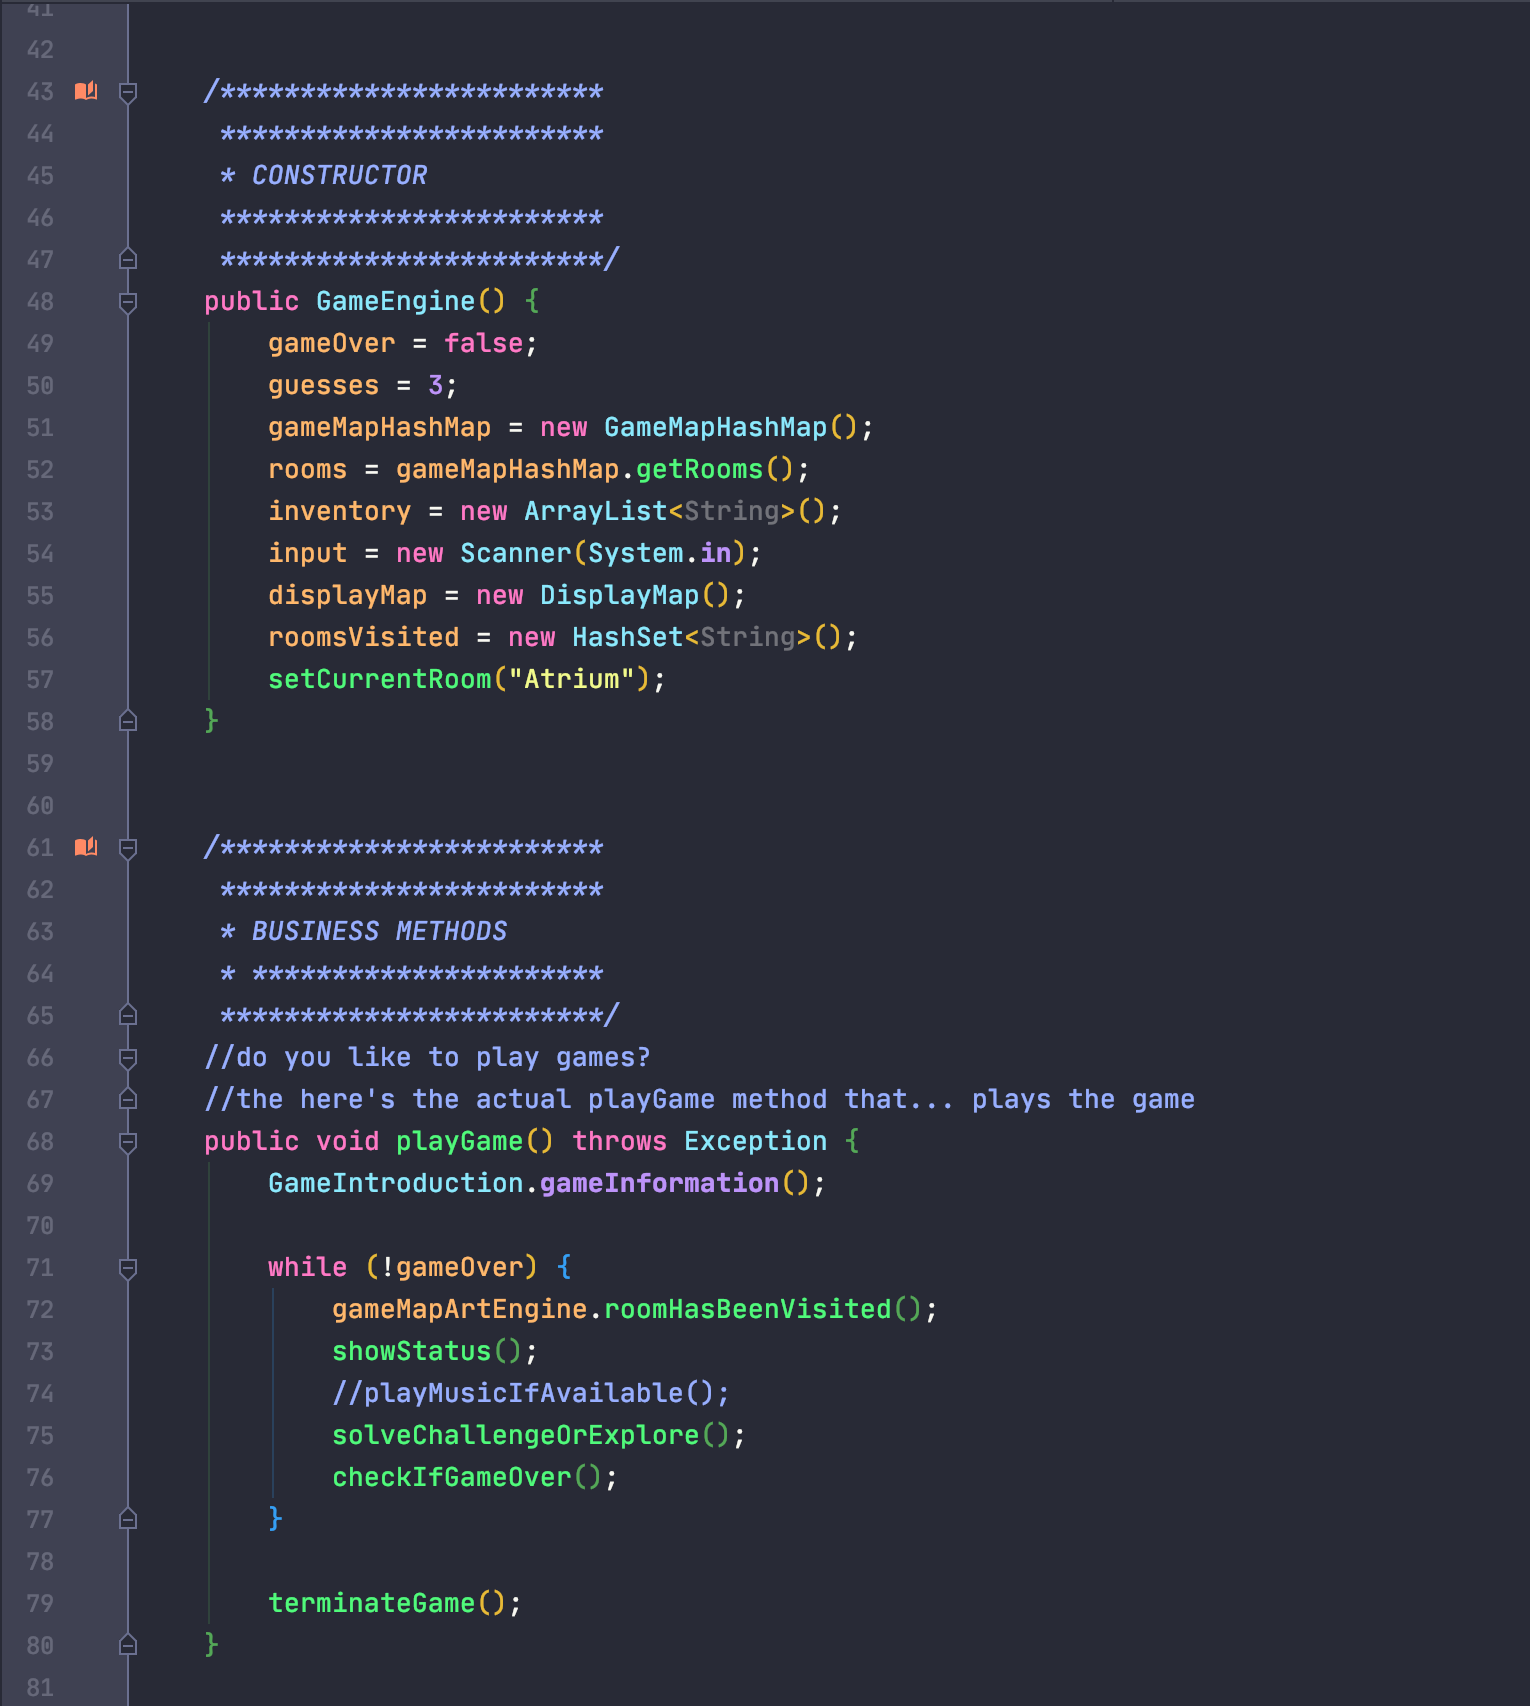 41
42
43 /************************
44 ************************
45 * CONSTRUCTOR
46 ************************
47 ************************/
48 public GameEngine() {
49 gameOver = false;
50 guesses = 3;
51 gameMapHashMap = new GameMapHashMap();
52 rooms = gameMapHashMap.getRooms();
53 inventory = new ArrayList<String>();
54 input = new Scanner(System.in);
55 displayMap = new DisplayMap();
56 roomsVisited = new HashSet<String>();
57 setCurrentRoom("Atrium");
58 }
59
60
61 /************************
62 ************************
63 * BUSINESS METHODS
64 * **********************
65 ************************/
66 //do you like to play games?
67 //the here's the actual playGame method that... plays the game
68 public void playGame() throws Exception {
69 GameIntroduction.gameInformation();
70
71 while (!gameOver) {
72 gameMapArtEngine.roomHasBeenVisited();
73 showStatus();
74 //playMusicIfAvailable();
75 solveChallengeOrExplore();
76 checkIfGameOver();
77 }
78
79 terminateGame();
80 }
81